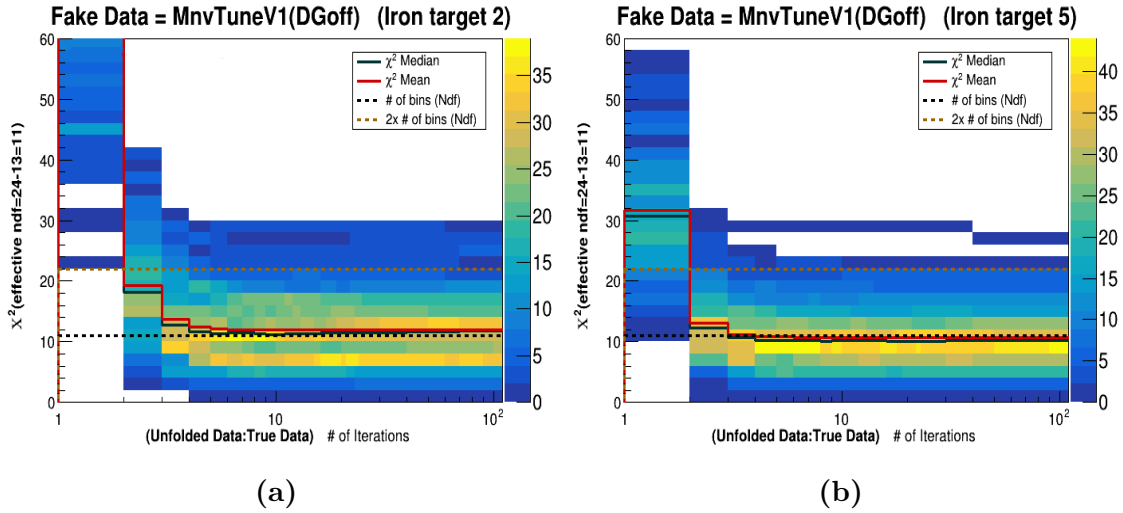 Fake Data = MnvTuneV1(DGoff) (Iron target 2)
60
50
40
30
20
10
0
χ²(effective ndf=24-13=11)
χ² Median
χ² Mean
# of bins (Ndf)
2x # of bins (Ndf)
35
30
25
20
15
10
5
0
1
10
10²
(Unfolded Data:True Data) # of Iterations
(a)
Fake Data = MnvTuneV1(DGoff) (Iron target 5)
60
50
40
30
20
10
0
χ²(effective ndf=24-13=11)
χ² Median
χ² Mean
# of bins (Ndf)
2x # of bins (Ndf)
40
35
30
25
20
15
10
5
0
1
10
10²
(Unfolded Data:True Data) # of Iterations
(b)